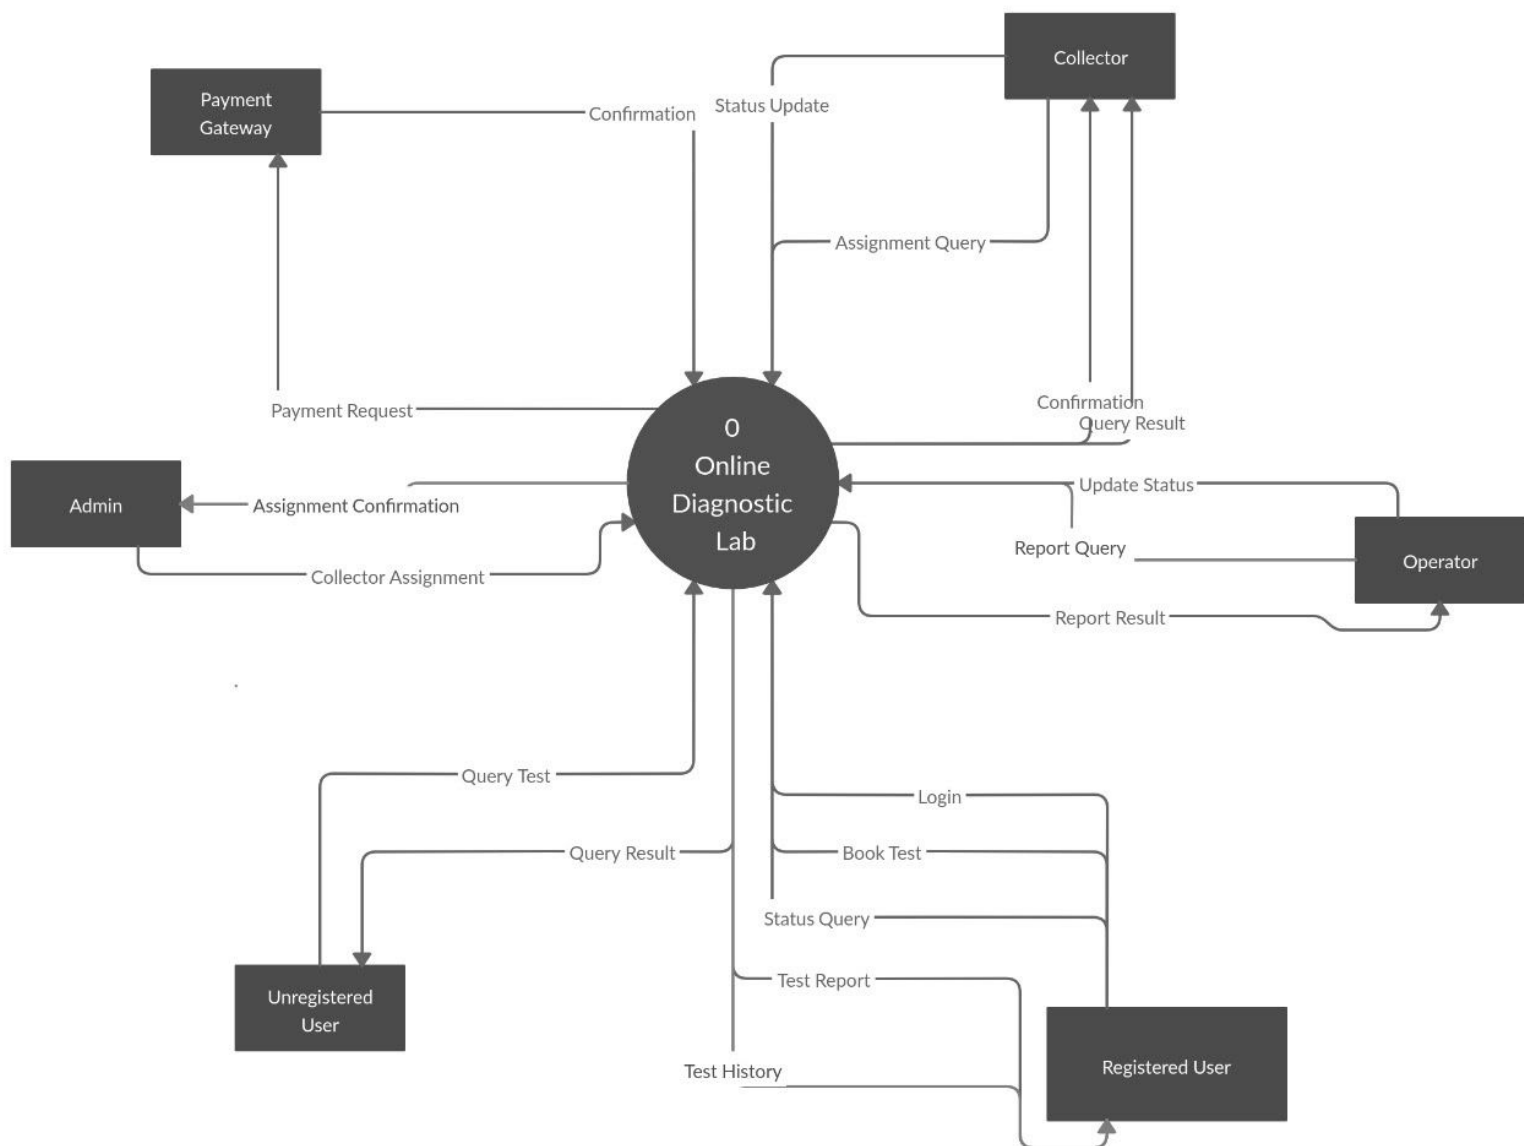 Collector
Payment
Gateway
Status Update
Confirmation
Assignment Query
Confirmation
Payment Request
Query Result
0
Online
Diagnostic
Lab
Update Status
Admin
Assignment Confirmation
Report Query
Operator
Collector Assignment
Report Result
Query Test
Login
Query Result
Book Test
Status Query
Test Report
Unregistered
User
Test History
Registered User